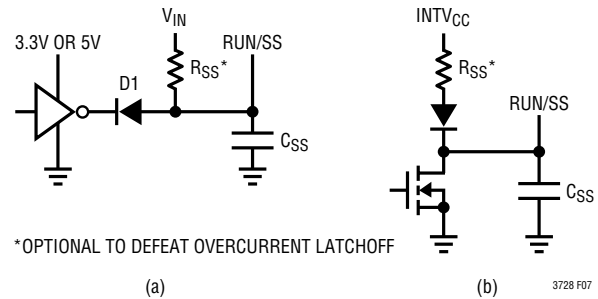 V_IN
3.3V OR 5V
RUN/SS
D1
R_SS*
C_SS
INTV_CC
R_SS*
RUN/SS
C_SS
*OPTIONAL TO DEFEAT OVERCURRENT LATCHOFF
(a)
(b)
3728 F07